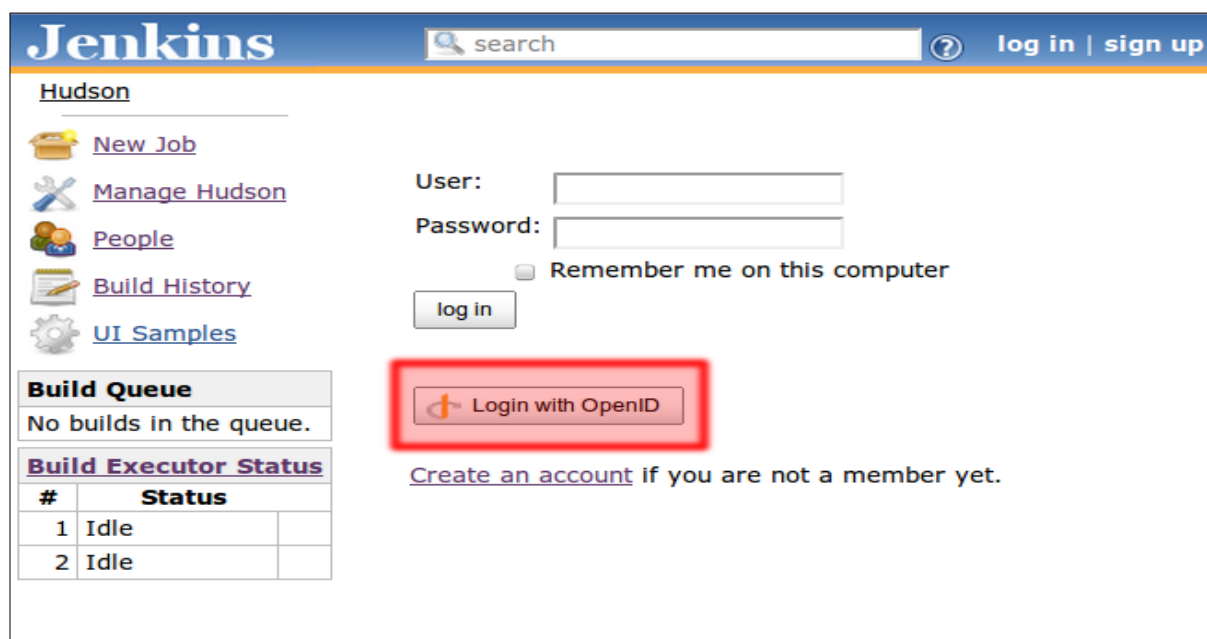 Jenkins
search
log in | sign up
Hudson
New Job
Manage Hudson
People
Build History
UI Samples
Build Queue
No builds in the queue.
Build Executor Status
# Status
1 Idle
2 Idle
User:
Password:
Remember me on this computer
log in
Login with OpenID
Create an account if you are not a member yet.